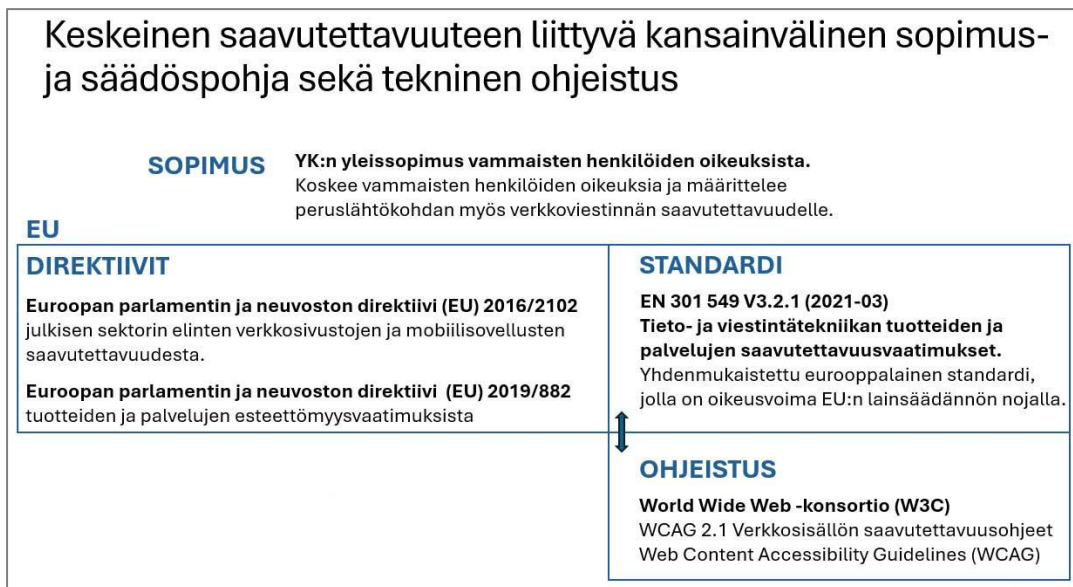 Keskeinen saavutettavuuteen liittyvä kansainvälinen sopimus-
ja säädöspohja sekä tekninen ohjeistus
SOPIMUS
YK:n yleissopimus vammaisten henkilöiden oikeuksista.
Koskee vammaisten henkilöiden oikeuksia ja määrittelee
peruslähtökohdan myös verkkoviestinnän saavutettavuudelle.
EU
DIREKTIIVIT
Euroopan parlamentin ja neuvoston direktiivi (EU) 2016/2102
julkisen sektorin elinten verkkosivustojen ja mobiilisovellusten
saavutettavuudesta.
Euroopan parlamentin ja neuvoston direktiivi (EU) 2019/882
tuotteiden ja palvelujen esteettömyysvaatimuksista
STANDARDI
EN 301 549 V3.2.1 (2021-03)
Tieto- ja viestintätekniikan tuotteiden ja
palvelujen saavutettavuusvaatimukset.
Yhdenmukaistettu eurooppalainen standardi,
jolla on oikeusvoima EU:n lainsäädännön nojalla.
OHJEISTUS
World Wide Web -konsortio (W3C)
WCAG 2.1 Verkkosisällön saavutettavuusohjeet
Web Content Accessibility Guidelines (WCAG)